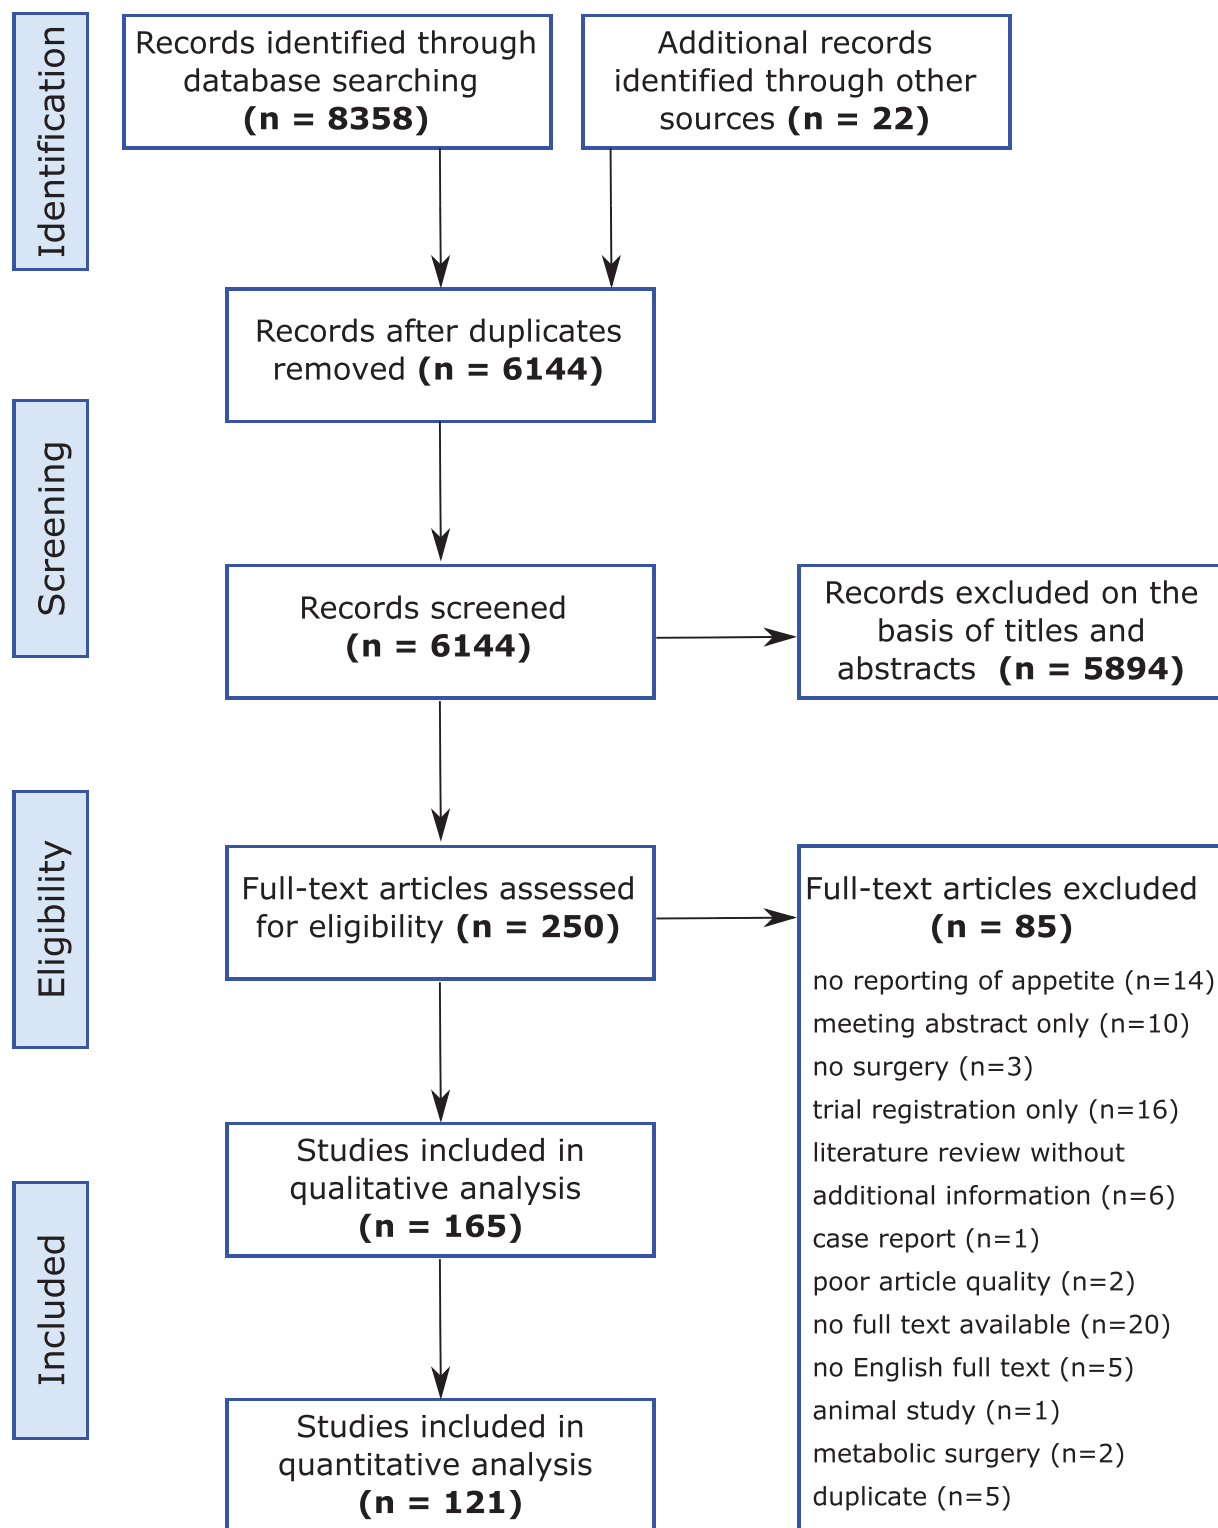 Identification
Records identified through
database searching
(n = 8358)
Additional records
identified through other
sources (n = 22)
Records after duplicates
removed (n = 6144)
Screening
Records screened
(n = 6144)
Records excluded on the
basis of titles and
abstracts (n = 5894)
Eligibility
Full-text articles assessed
for eligibility (n = 250)
Full-text articles excluded
(n = 85)
no reporting of appetite (n=14)
meeting abstract only (n=10)
no surgery (n=3)
trial registration only (n=16)
literature review without
additional information (n=6)
case report (n=1)
poor article quality (n=2)
no full text available (n=20)
no English full text (n=5)
animal study (n=1)
metabolic surgery (n=2)
duplicate (n=5)
Included
Studies included in
qualitative analysis
(n = 165)
Studies included in
quantitative analysis
(n = 121)